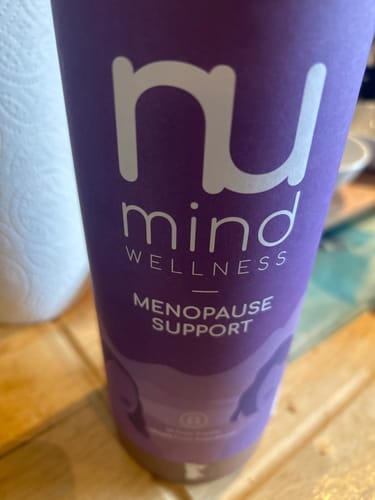 nu
mind
WELLNESS
MENOPAUSE
SUPPORT